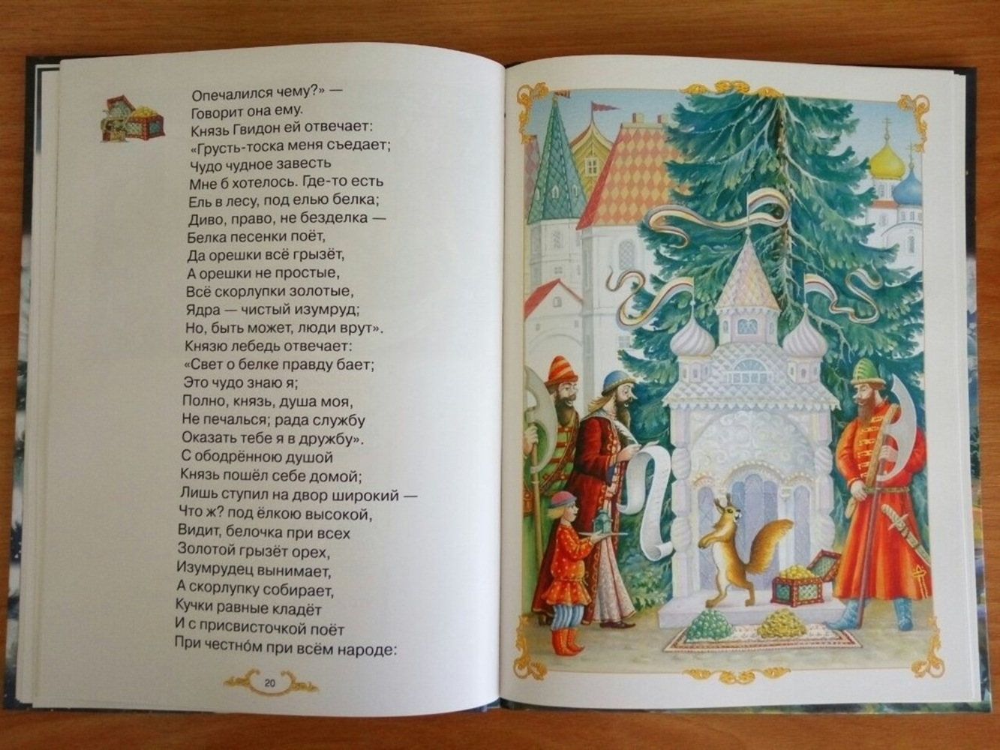 Опечалился чему?» —
Говорит она ему.
Князь Гвидон ей отвечает:
«Грусть-тоска меня съедает;
Чудо чудное завесть
Мне б хотелось. Где-то есть
Ель в лесу, под елью белка;
Диво, право, не безделка —
Белка песенки поёт,
Да орешки всё грызёт,
А орешки не простые,
Всё скорлупки золотые,
Ядра — чистый изумруд;
Но, быть может, люди врут».
Князю лебедь отвечает:
«Свет о белке правду бает;
Это чудо знаю я;
Полно, князь, душа моя,
Не печалься; рада службу
Оказать тебе я в дружбу».
С ободрённою душой
Князь пошёл себе домой;
Лишь ступил на двор широкий —
Что ж? под ёлкою высокой,
Видит, белочка при всех
Золотой грызёт орех,
Изумрудец вынимает,
А скорлупку собирает,
Кучки равные кладёт
И с присвисточкой поёт
При честно́м при всём народе:
20